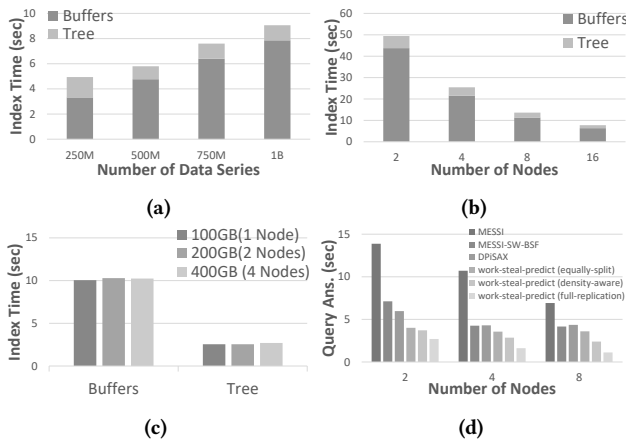 Buffers
Tree
Index Time (sec)
10
8
6
4
2
0
250M 500M 750M 1B
Number of Data Series
(a)
Buffers
Tree
Index Time (sec)
60
50
40
30
20
10
0
2 4 8 16
Number of Nodes
(b)
100GB(1 Node)
200GB(2 Nodes)
400GB (4 Nodes)
Index Time (sec)
15
10
5
0
Buffers Tree
(c)
MESSI
MESSI-SW-BSF
DPiSAX
work-steal-predict (equally-split)
work-steal-predict (density-aware)
work-steal-predict (full-replication)
Query Ans. (sec)
15
10
5
0
2 4 8
Number of Nodes
(d)